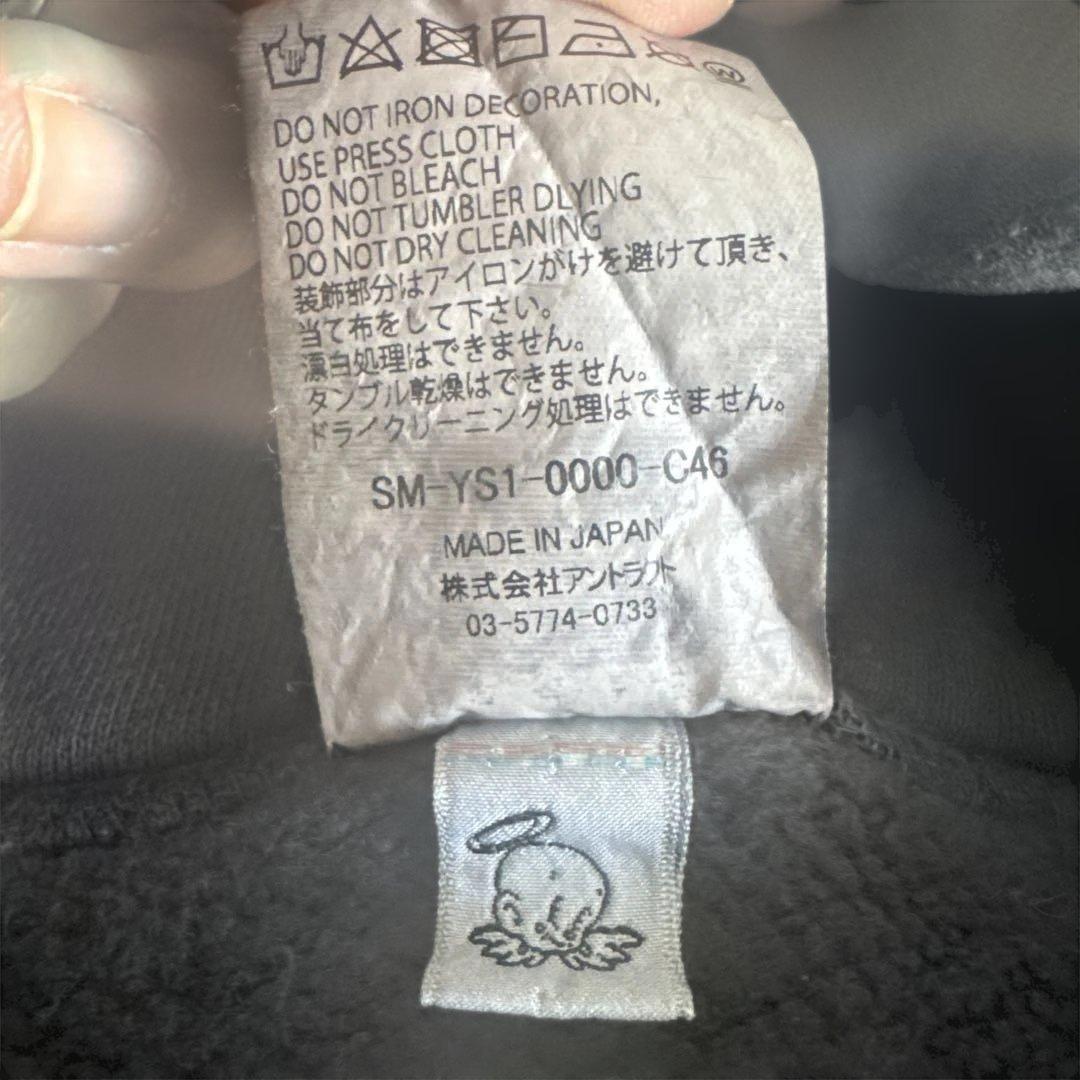 DO NOT IRON DECORATION,
USE PRESS CLOTH
DO NOT BLEACH
DO NOT TUMBLER DLYING
DO NOT DRY CLEANING
装飾部分はアイロンがけを避けて頂き、
当て布をして下さい。
漂白処理はできません。
タンブル乾燥はできません。
ドライクリーニング処理はできません。
SM-YS1-0000-C46
MADE IN JAPAN
株式会社アントラクト
03-5774-0733